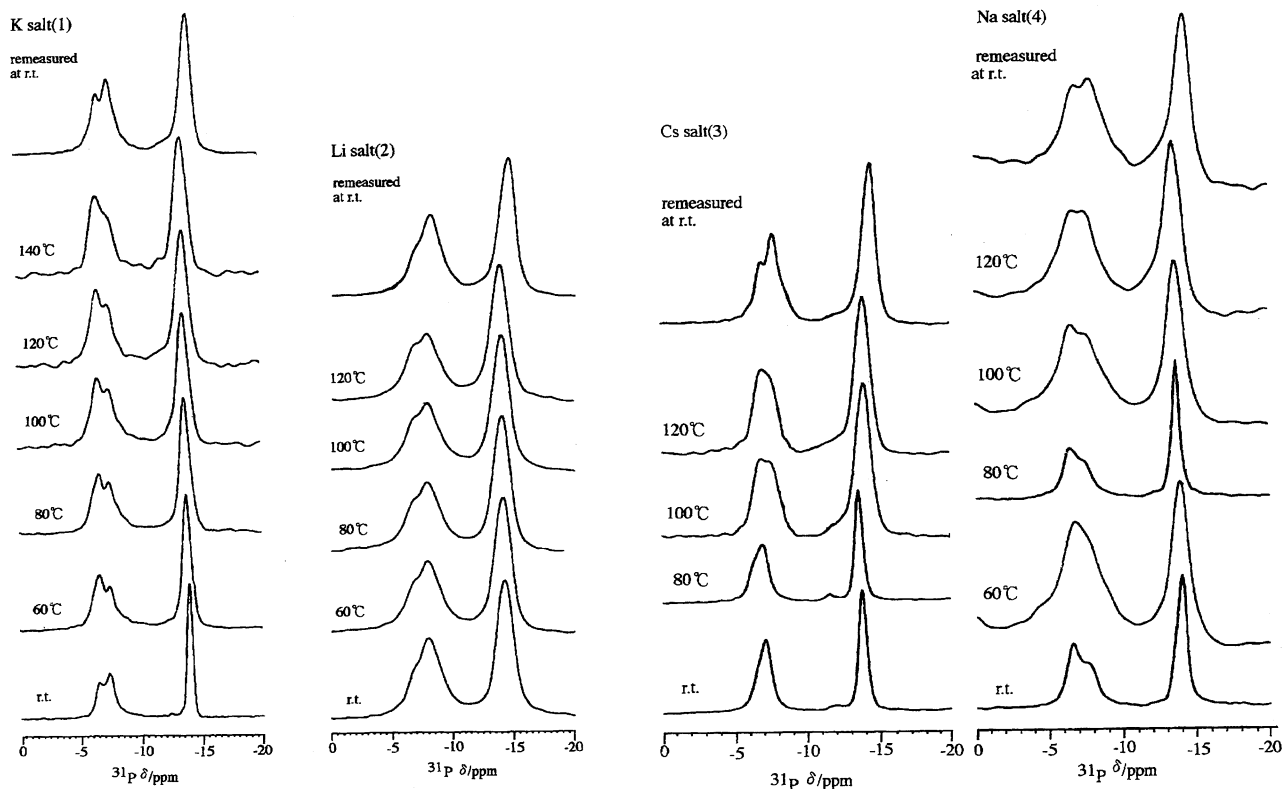 K salt(1)
remeasured
at r.t.
140℃
120℃
100℃
80℃
60℃
r.t.
0 -5 -10 -15 -20
31P δ/ppm
Li salt(2)
remeasured
at r.t.
120℃
100℃
80℃
60℃
r.t.
0 -5 -10 -15 -20
31P δ/ppm
Cs salt(3)
remeasured
at r.t.
120℃
100℃
80℃
r.t.
0 -5 -10 -15 -20
31P δ/ppm
Na salt(4)
remeasured
at r.t.
120℃
100℃
80℃
60℃
r.t.
0 -5 -10 -15 -20
31P δ/ppm